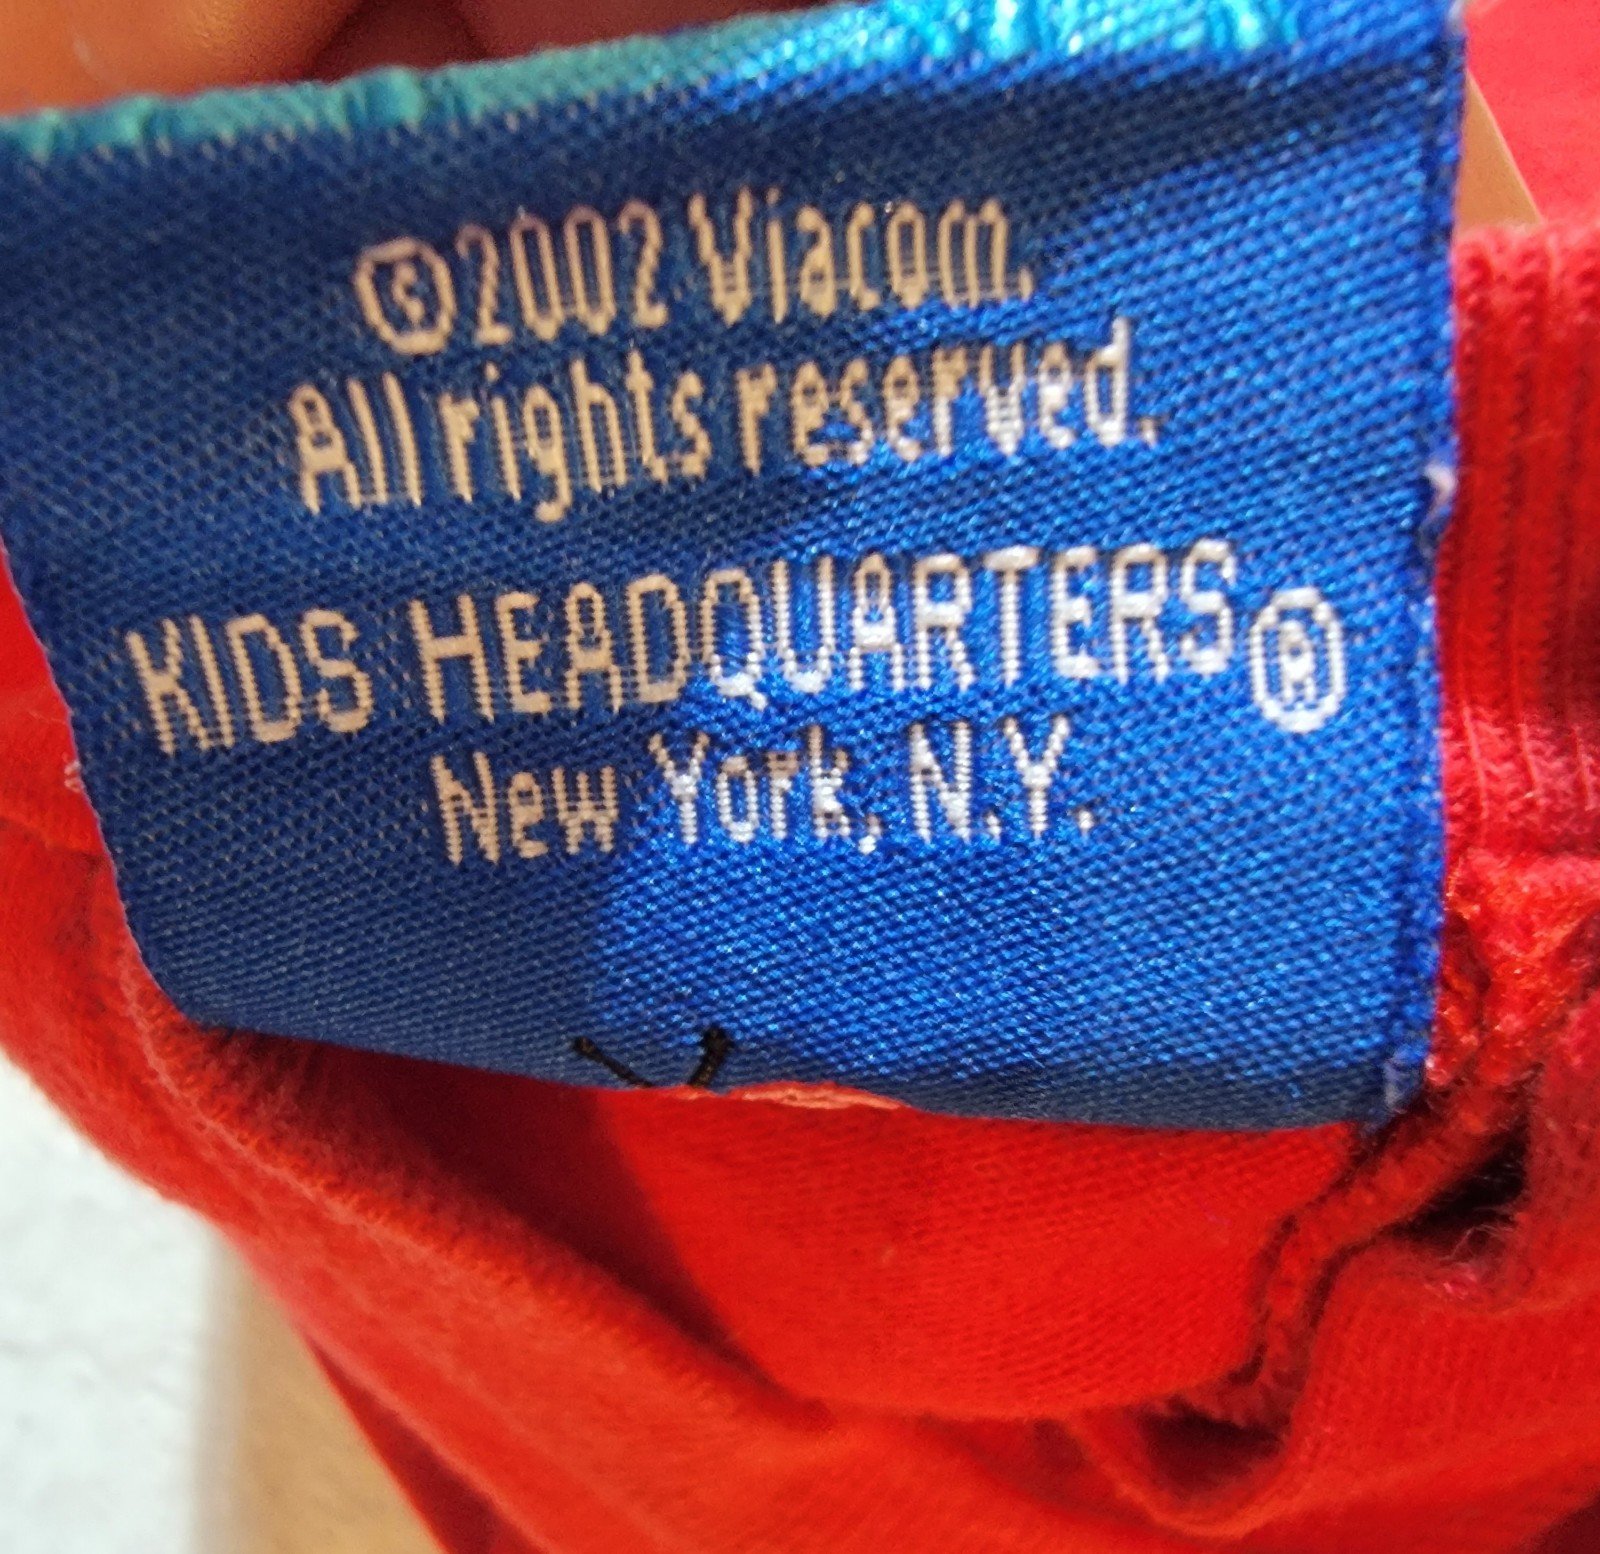 ©2002 Viacom.
All rights reserved.
KIDS HEADQUARTERS®
New York, N.Y.